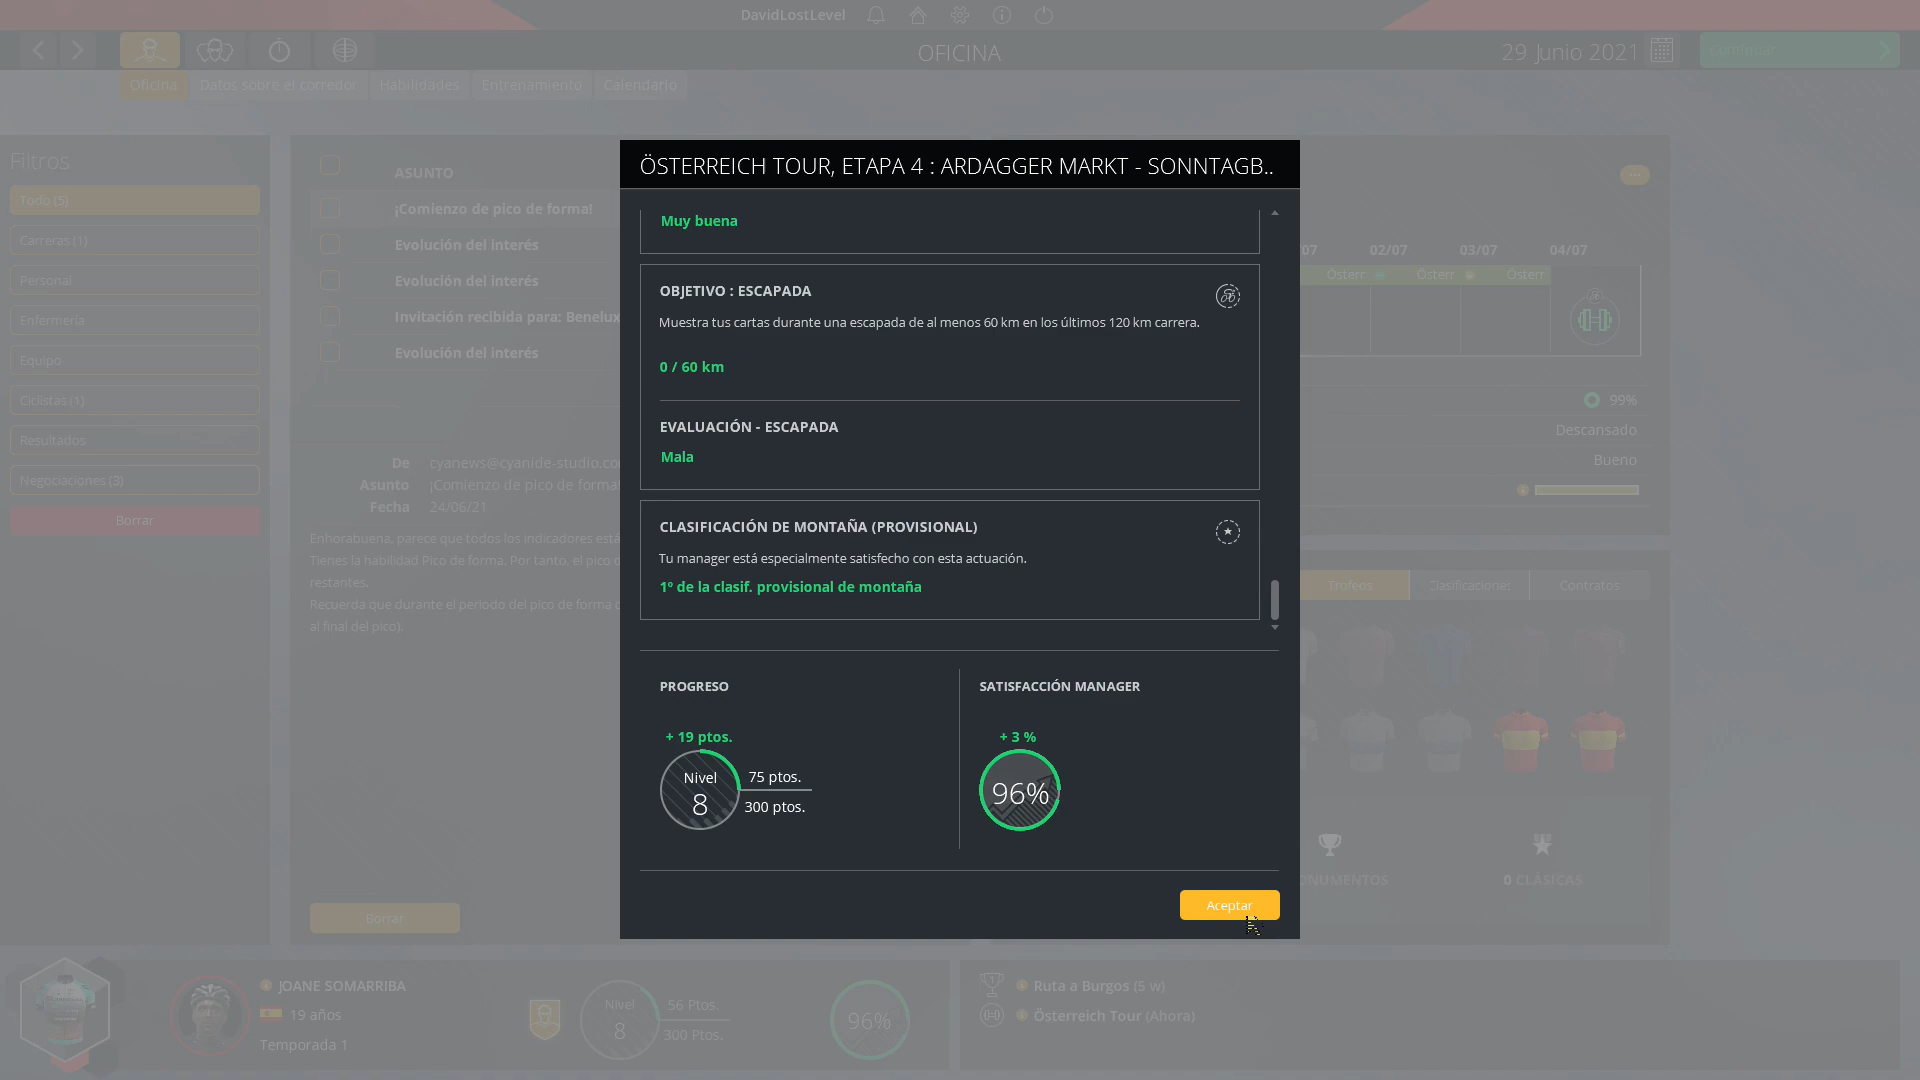 DavidLostLevel
OFICINA
29 Junio 2021
Continuar
Oficina
Datos sobre el corredor
Habilidades
Entrenamiento
Calendario
Filtros
Todo (5)
Carreras (1)
Personal
Enfermería
Equipo
Ciclistas (1)
Resultados
Negociaciones (3)
Borrar
ASUNTO
¡Comienzo de pico de forma!
Evolución del interés
Evolución del interés
Invitación recibida para: Benelux
Evolución del interés
De cyanews@cyanide-studio.co
Asunto ¡Comienzo de pico de forma!
Fecha 24/06/21
Enhorabuena, parece que todos los indicadores está
Tienes la habilidad Pico de forma. Por tanto, el pico
restantes.
Recuerda que durante el periodo del pico de forma
al final del pico).
Borrar
ÖSTERREICH TOUR, ETAPA 4 : ARDAGGER MARKT - SONNTAGB..
Muy buena
OBJETIVO : ESCAPADA
Muestra tus cartas durante una escapada de al menos 60 km en los últimos 120 km carrera.
0 / 60 km
EVALUACIÓN - ESCAPADA
Mala
CLASIFICACIÓN DE MONTAÑA (PROVISIONAL)
Tu manager está especialmente satisfecho con esta actuación.
1º de la clasif. provisional de montaña
PROGRESO
+ 19 ptos.
Nivel
8
75 ptos.
300 ptos.
SATISFACCIÓN MANAGER
+ 3 %
96%
Aceptar
/07 02/07 03/07 04/07
Österr Österr Österr
99%
Descansado
Bueno
Trofeos
Clasificaciones
Contratos
ONUMENTOS
0 CLÁSICAS
JOANE SOMARRIBA
19 años
Temporada 1
Nivel
8
56 Ptos.
300 Ptos.
96%
Ruta a Burgos (5 w)
Österreich Tour (Ahora)